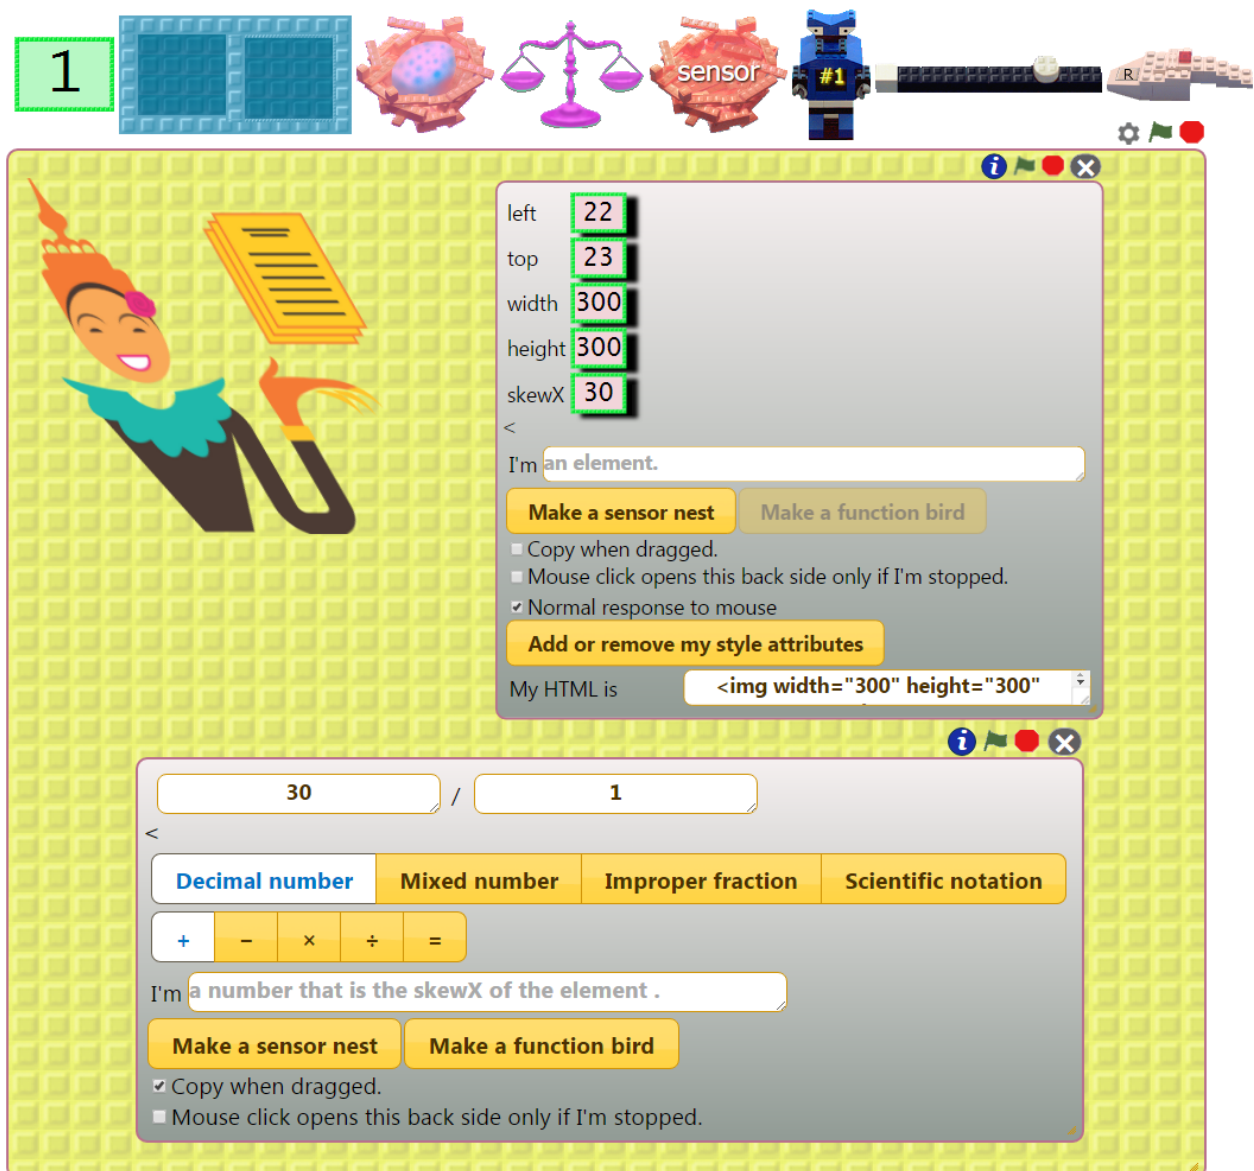 1
sensor
#1
R
left 22
top 23
width 300
height 300
skewX 30
<
I'm an element.
Make a sensor nest Make a function bird
Copy when dragged.
Mouse click opens this back side only if I'm stopped.
Normal response to mouse
Add or remove my style attributes
My HTML is <img width="300" height="300"
30 / 1
<
Decimal number Mixed number Improper fraction Scientific notation
+ − × ÷ =
I'm a number that is the skewX of the element .
Make a sensor nest Make a function bird
Copy when dragged.
Mouse click opens this back side only if I'm stopped.